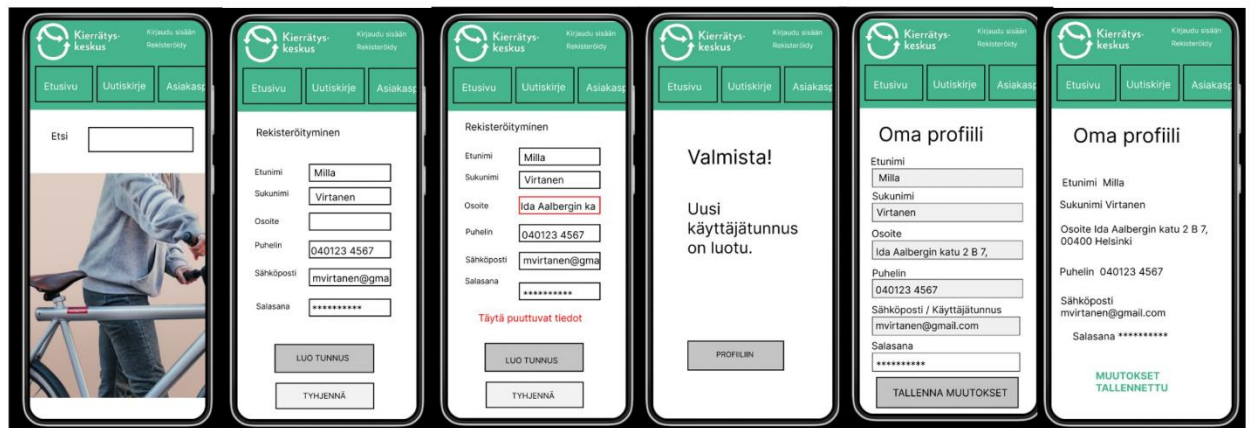 Kierrätys-
keskus
Kirjaudu sisään
Rekisteröidy
Etusivu
Uutiskirje
Asiakasp
Etsi
Kierrätys-
keskus
Kirjaudu sisään
Rekisteröidy
Etusivu
Uutiskirje
Asiakasp
Rekisteröityminen
Etunimi Milla
Sukunimi Virtanen
Osoite
Puhelin 040123 4567
Sähköposti mvirtanen@gma
Salasana **********
LUO TUNNUS
TYHJENNÄ
Kierrätys-
keskus
Kirjaudu sisään
Rekisteröidy
Etusivu
Uutiskirje
Asiakasp
Rekisteröityminen
Etunimi Milla
Sukunimi Virtanen
Osoite Ida Aalbergin ka
Puhelin 040123 4567
Sähköposti mvirtanen@gma
Salasana **********
Täytä puuttuvat tiedot
LUO TUNNUS
TYHJENNÄ
Kierrätys-
keskus
Kirjaudu sisään
Rekisteröidy
Etusivu
Uutiskirje
Asiakasp
Valmista!
Uusi
käyttäjätunnus
on luotu.
PROFIILIIN
Kierrätys-
keskus
Kirjaudu sisään
Rekisteröidy
Etusivu
Uutiskirje
Asiakasp
Oma profiili
Etunimi
Milla
Sukunimi
Virtanen
Osoite
Ida Aalbergin katu 2 B 7,
Puhelin
040123 4567
Sähköposti / Käyttäjätunnus
mvirtanen@gmail.com
Salasana
**********
TALLENNA MUUTOKSET
Kierrätys-
keskus
Kirjaudu sisään
Rekisteröidy
Etusivu
Uutiskirje
Asiakasp
Oma profiili
Etunimi Milla
Sukunimi Virtanen
Osoite Ida Aalbergin katu 2 B 7,
00400 Helsinki
Puhelin 040123 4567
Sähköposti
mvirtanen@gmail.com
Salasana **********
MUUTOKSET
TALLENNETTU